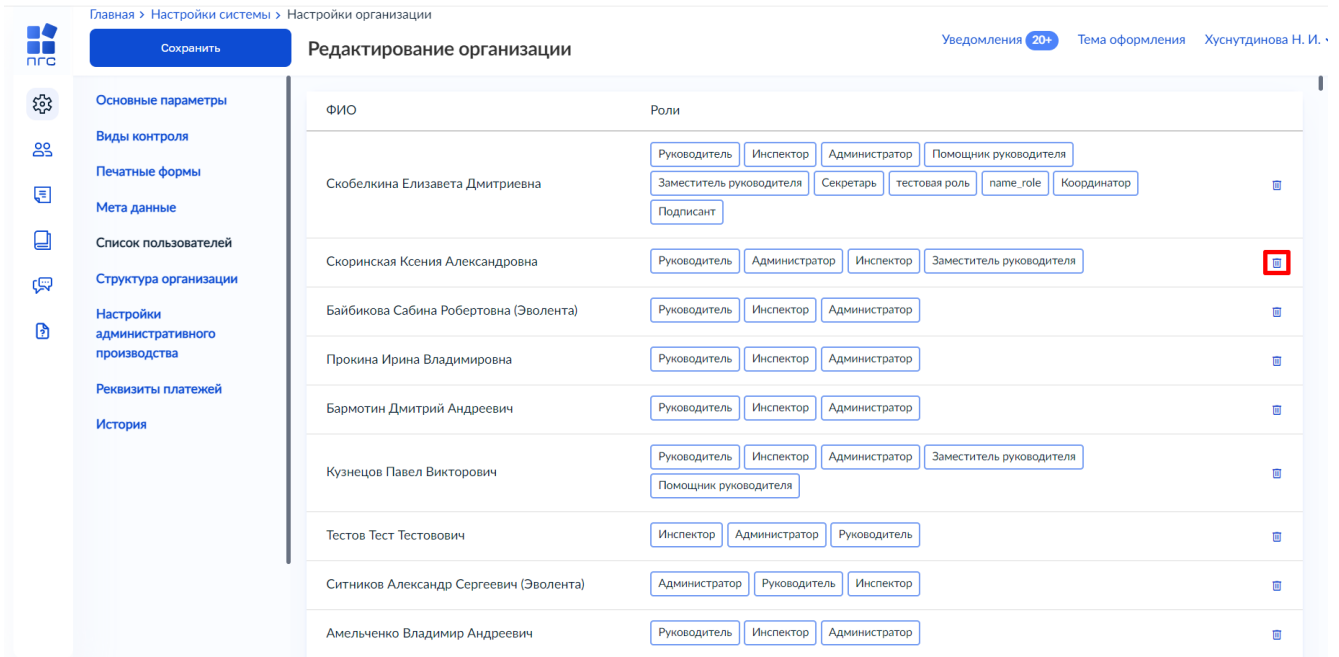 Главная > Настройки системы > Настройки организации
ПГС
Сохранить
Редактирование организации
Уведомления 20+ Тема оформления Хуснутдинова Н. И.
Основные параметры
Виды контроля
Печатные формы
Мета данные
Список пользователей
Структура организации
Настройки
административного
производства
Реквизиты платежей
История
ФИО Роли
Скобелкина Елизавета Дмитриевна
Руководитель Инспектор Администратор Помощник руководителя
Заместитель руководителя Секретарь тестовая роль name_role Координатор
Подписант
Скоринская Ксения Александровна Руководитель Администратор Инспектор Заместитель руководителя
Байбикова Сабина Робертовна (Эволента) Руководитель Инспектор Администратор
Прокина Ирина Владимировна Руководитель Инспектор Администратор
Бармотин Дмитрий Андреевич Руководитель Инспектор Администратор
Кузнецов Павел Викторович
Руководитель Инспектор Администратор Заместитель руководителя
Помощник руководителя
Тестов Тест Тестовович Инспектор Администратор Руководитель
Ситников Александр Сергеевич (Эволента) Администратор Руководитель Инспектор
Амельченко Владимир Андреевич Руководитель Инспектор Администратор